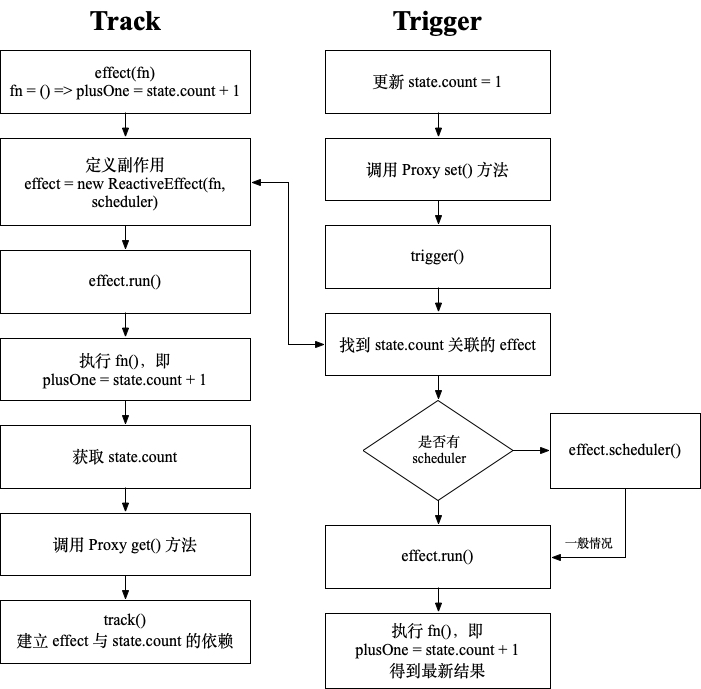 Track
effect(fn)
fn = () => plusOne = state.count + 1
定义副作用
effect = new ReactiveEffect(fn,
scheduler)
effect.run()
执行 fn()，即
plusOne = state.count + 1
获取 state.count
调用 Proxy get() 方法
track()
建立 effect 与 state.count 的依赖
Trigger
更新 state.count = 1
调用 Proxy set() 方法
trigger()
找到 state.count 关联的 effect
是否有
scheduler
effect.scheduler()
一般情况
effect.run()
执行 fn()，即
plusOne = state.count + 1
得到最新结果